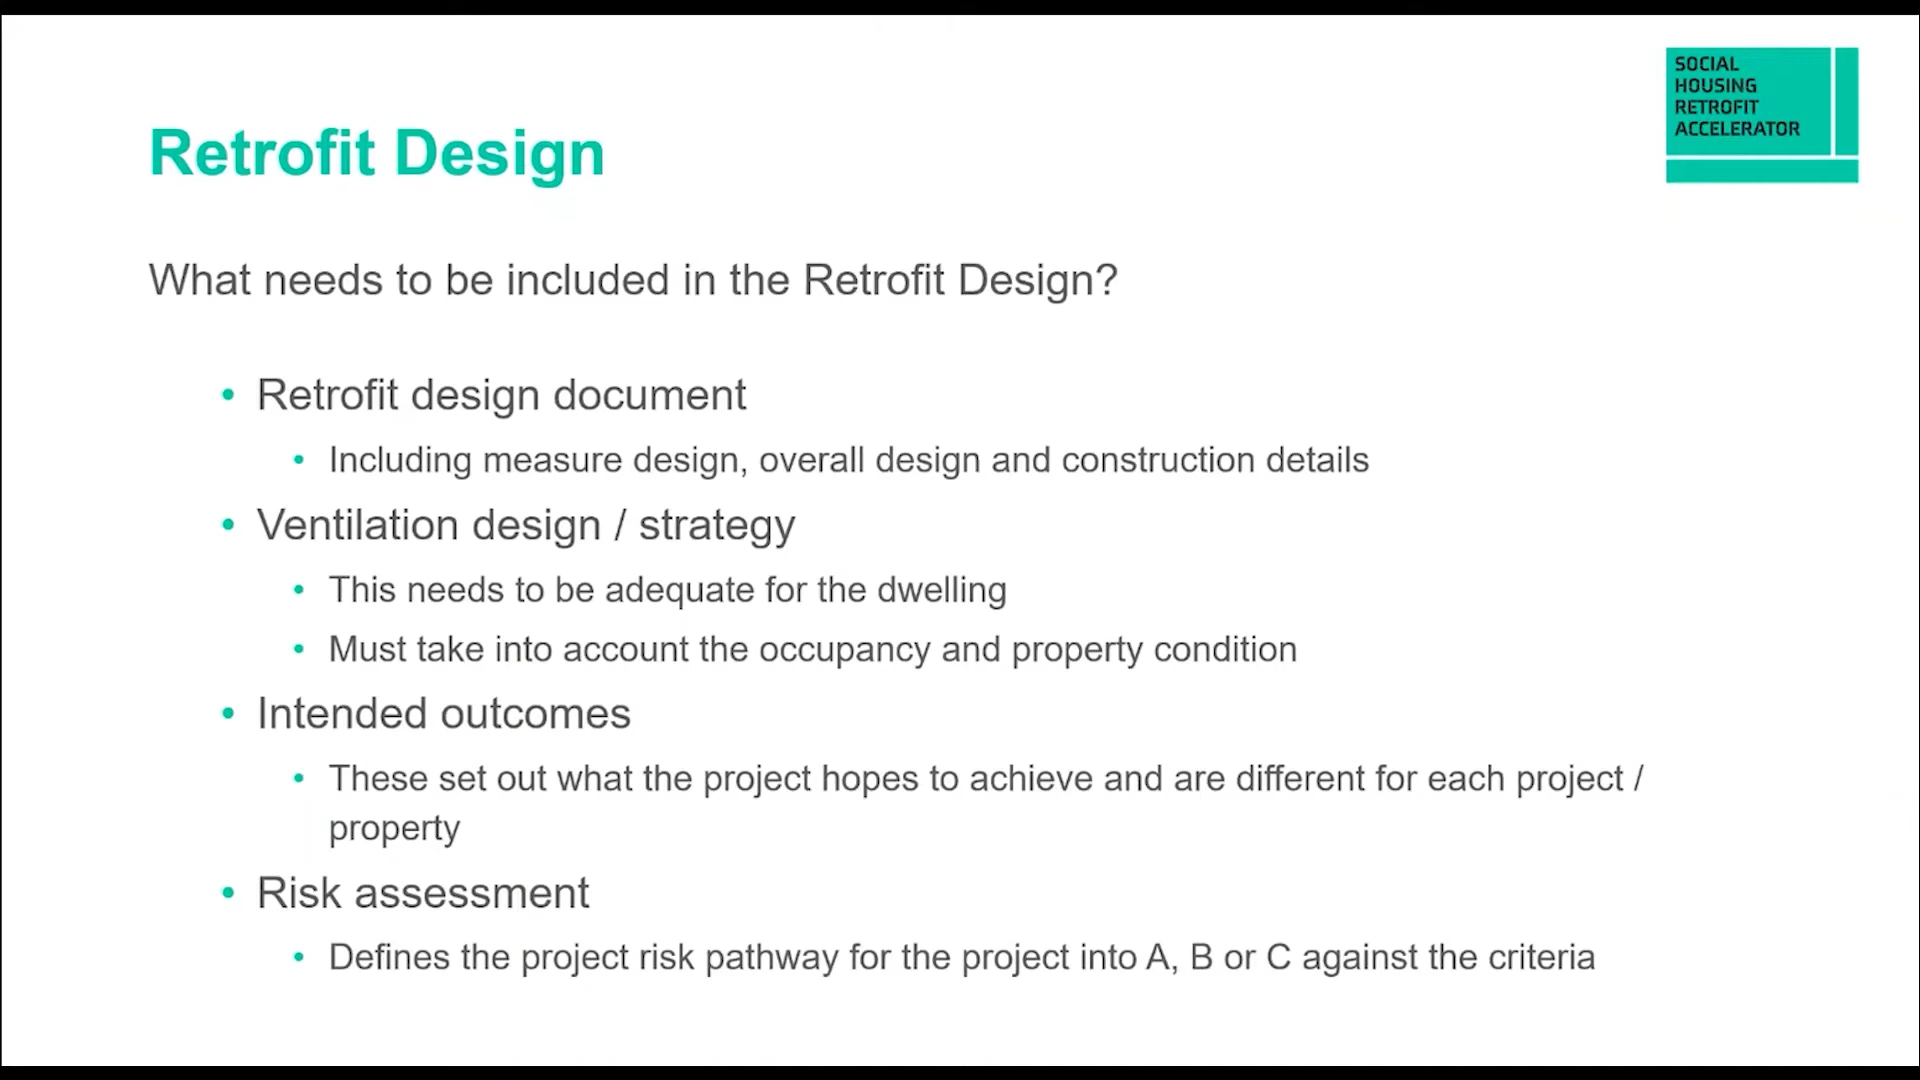 SOCIAL
HOUSING
RETROFIT
ACCELERATOR
Retrofit Design
What needs to be included in the Retrofit Design?
• Retrofit design document
• Including measure design, overall design and construction details
• Ventilation design / strategy
• This needs to be adequate for the dwelling
• Must take into account the occupancy and property condition
• Intended outcomes
• These set out what the project hopes to achieve and are different for each project /
property
• Risk assessment
• Defines the project risk pathway for the project into A, B or C against the criteria